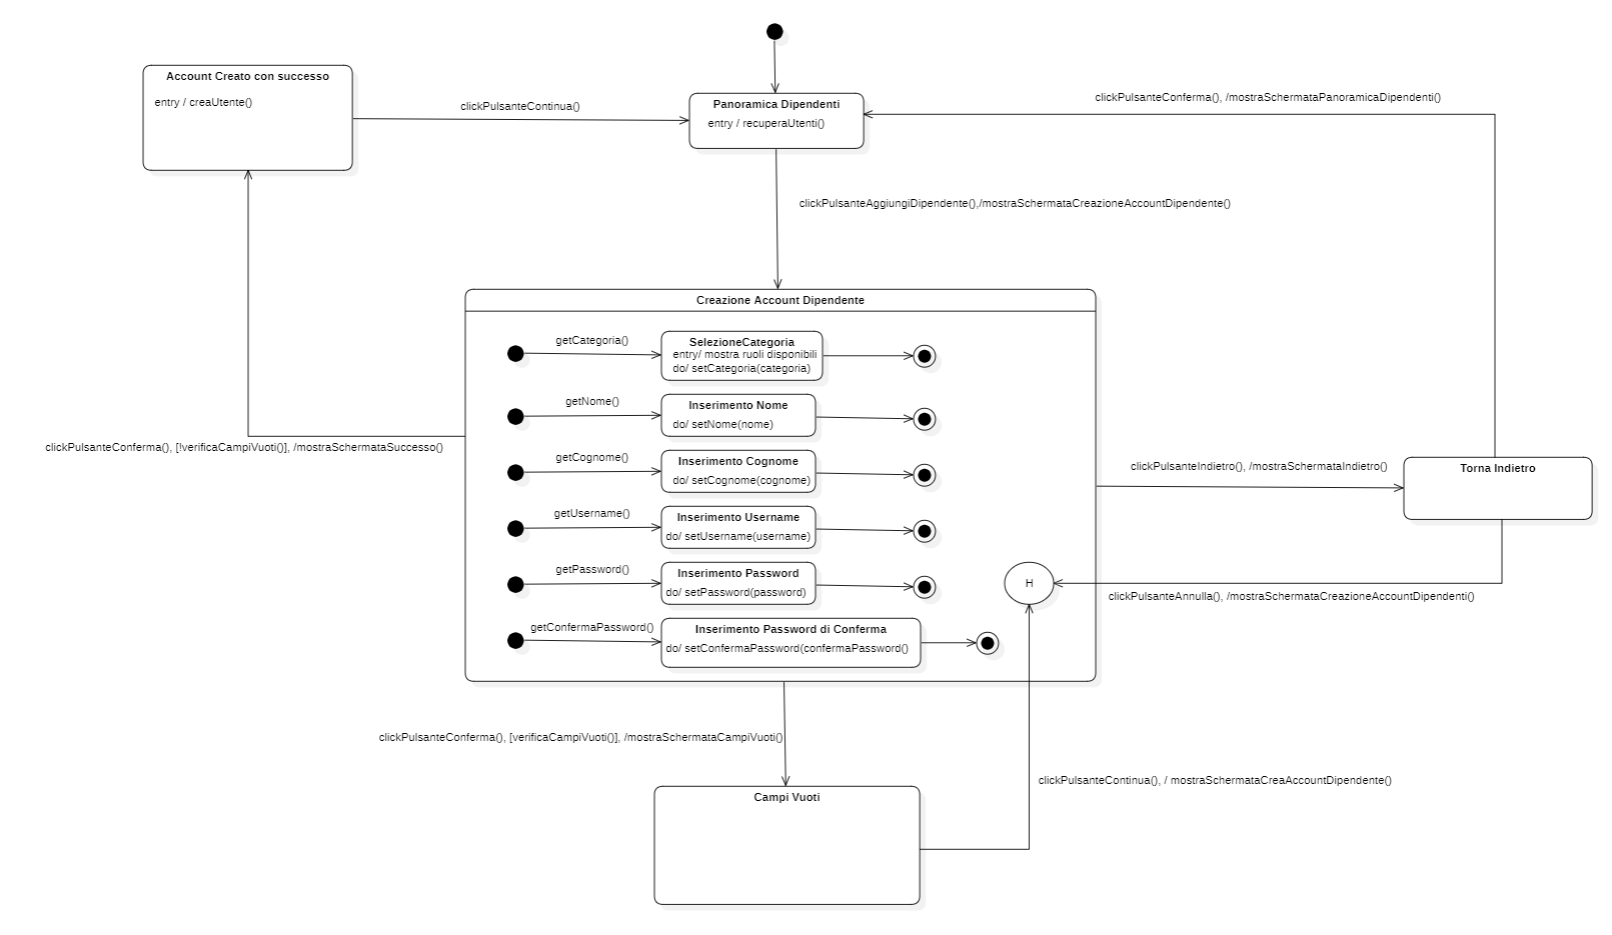 Account Creato con successo
entry / creaUtente()
clickPulsanteContinua()
Panoramica Dipendenti
entry / recuperaUtenti()
clickPulsanteConferma(), /mostraSchermataPanoramicaDipendenti()
clickPulsanteAggiungiDipendente(),/mostraSchermataCreazioneAccountDipendente()
Creazione Account Dipendente
getCategoria()
SelezioneCategoria
entry/ mostra ruoli disponibili
do/ setCategoria(categoria)
getNome()
Inserimento Nome
do/ setNome(nome)
getCognome()
Inserimento Cognome
do/ setCognome(cognome)
getUsername()
Inserimento Username
do/ setUsername(username)
getPassword()
Inserimento Password
do/ setPassword(password)
getConfermaPassword()
Inserimento Password di Conferma
do/ setConfermaPassword(confermaPassword()
H
clickPulsanteConferma(), [!verificaCampiVuoti()], /mostraSchermataSuccesso()
clickPulsanteIndietro(), /mostraSchermataIndietro()
Torna Indietro
clickPulsanteAnnulla(), /mostraSchermataCreazioneAccountDipendenti()
clickPulsanteConferma(), [verificaCampiVuoti()], /mostraSchermataCampiVuoti()
clickPulsanteContinua(), / mostraSchermataCreaAccountDipendente()
Campi Vuoti